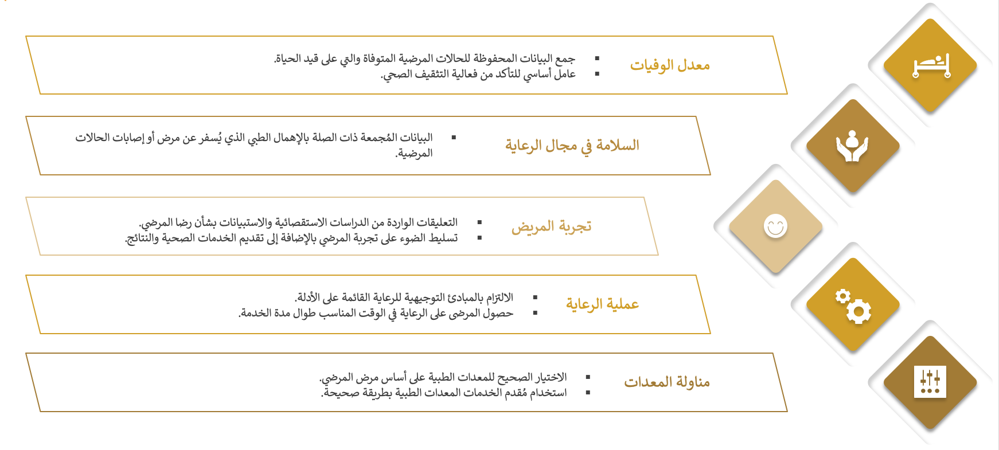 معدل الوفيات
▪ جمع البيانات المحفوظة للحالات المرضية المتوفاة والتي على قيد الحياة.
▪ عامل أساسي للتأكد من فعالية التثقيف الصحي.
السلامة في مجال الرعاية
▪ البيانات المُجمعة ذات الصلة بالإهمال الطبي الذي يُسفر عن مرض أو إصابات الحالات
المرضية.
تجربة المريض
▪ التعليقات الواردة من الدراسات الاستقصائية والاستبيانات بشأن رضا المرضي.
▪ تسليط الضوء على تجربة المرضي بالإضافة إلى تقديم الخدمات الصحية والنتائج.
عملية الرعاية
▪ الالتزام بالمبادئ التوجيهية للرعاية القائمة على الأدلة.
▪ حصول المرضى على الرعاية في الوقت المناسب طوال مدة الخدمة.
مناولة المعدات
▪ الاختيار الصحيح للمعدات الطبية على أساس مرض المرضي.
▪ استخدام مُقدم الخدمات المعدات الطبية بطريقة صحيحة.